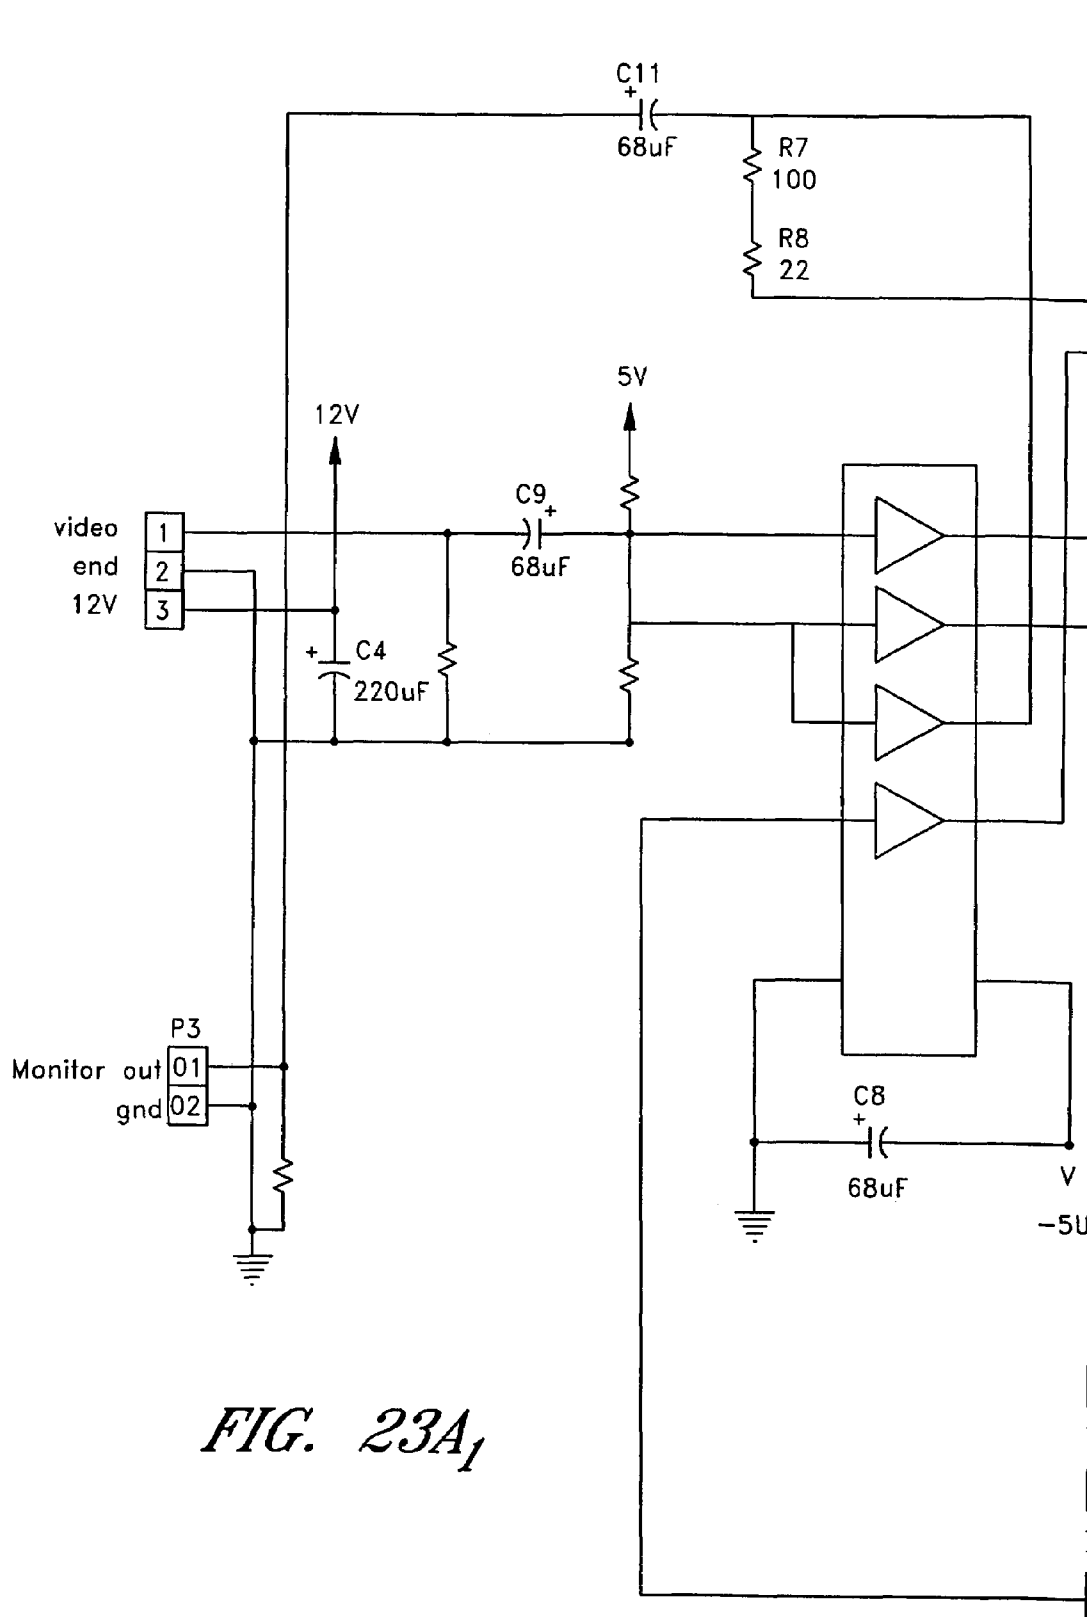 C11
+
68uF
R7
100
R8
22
5V
12V
C9
+
68uF
video 1
end 2
12V 3
+ C4
220uF
P3
Monitor out 01
gnd 02
C8
+
68uF
V
-5U
FIG. 23A1